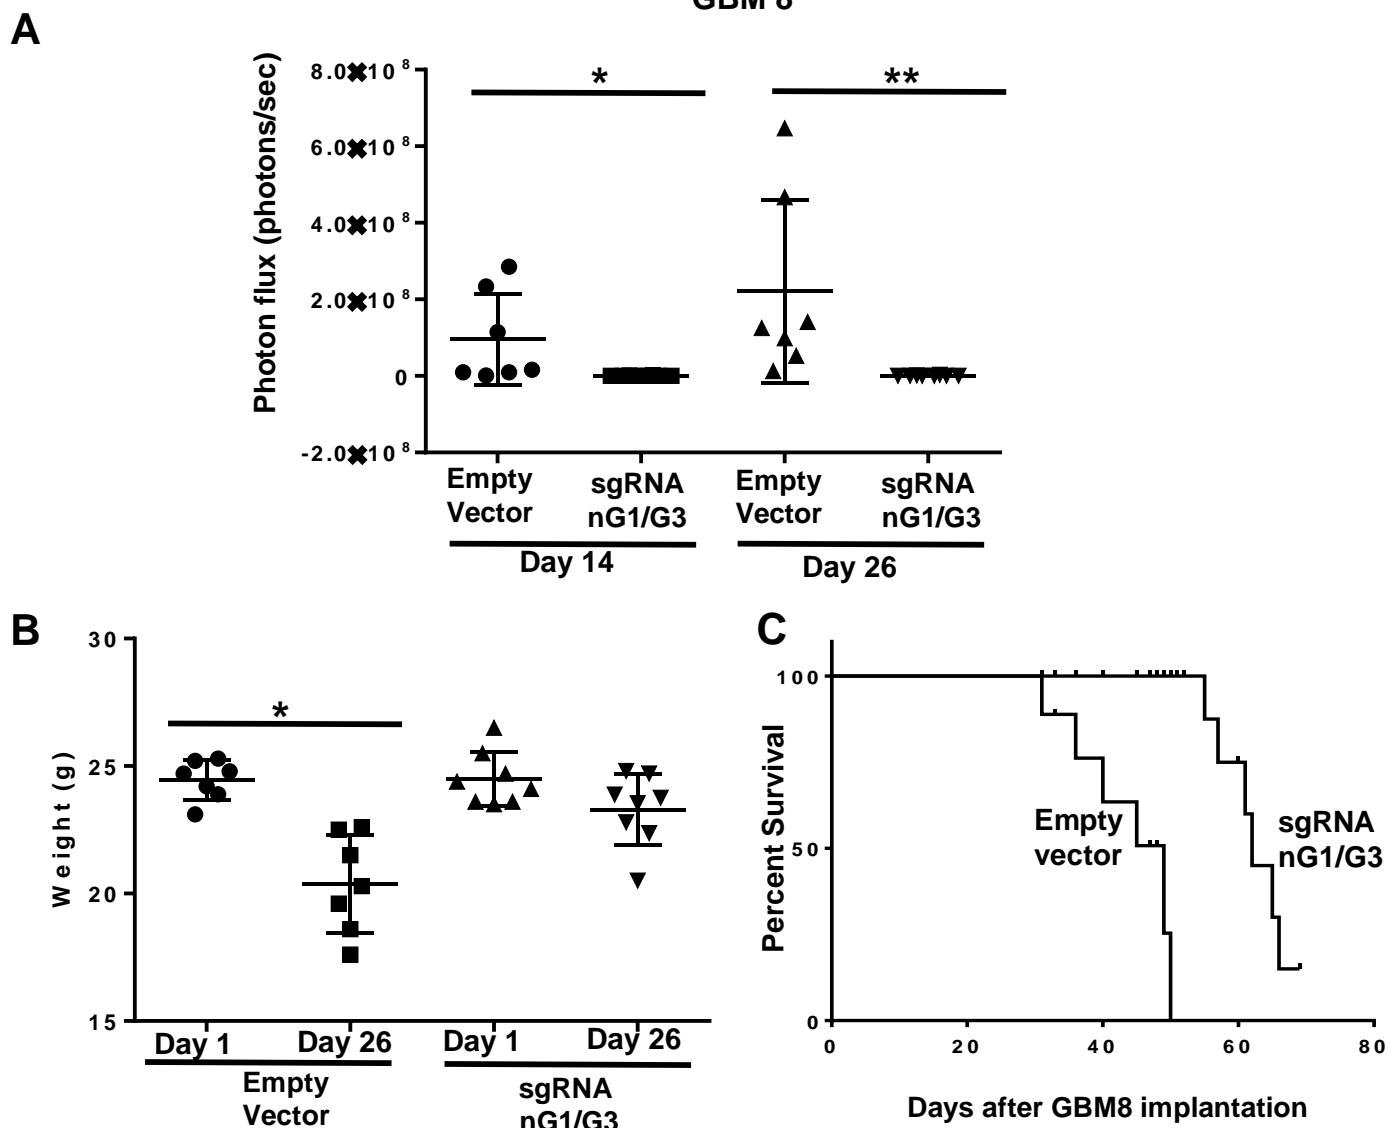 GBM 8
A
Photon flux (photons/sec)
8.0✖10⁸
6.0✖10⁸
4.0✖10⁸
2.0✖10⁸
0
-2.0✖10⁸
*
**
Empty
Vector
sgRNA
nG1/G3
Empty
Vector
sgRNA
nG1/G3
Day 14
Day 26
B
Weight (g)
30
25
20
15
*
Day 1
Day 26
Day 1
Day 26
Empty
Vector
sgRNA
nG1/G3
C
Percent Survival
100
50
0
Empty
vector
sgRNA
nG1/G3
0
20
40
60
80
Days after GBM8 implantation